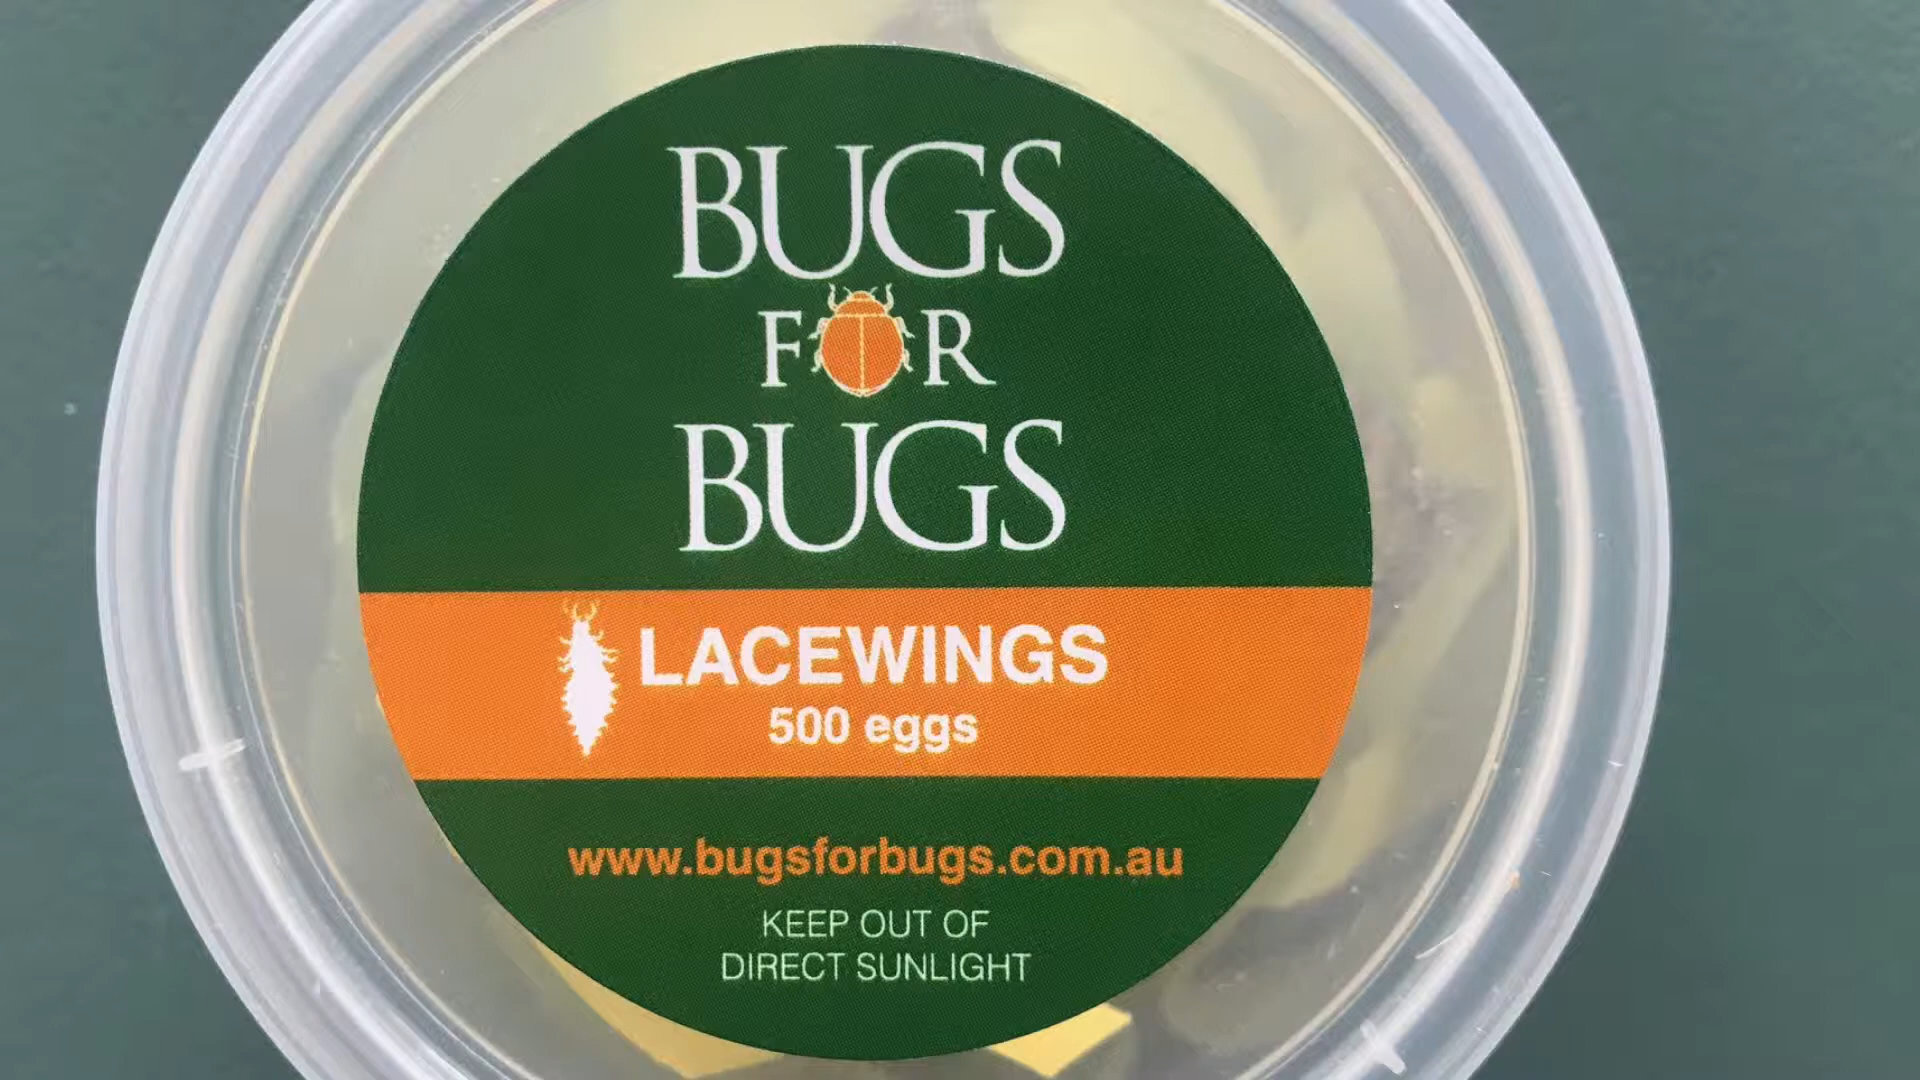 BUGS
FOR
BUGS
LACEWINGS
500 eggs
www.bugsforbugs.com.au
KEEP OUT OF
DIRECT SUNLIGHT